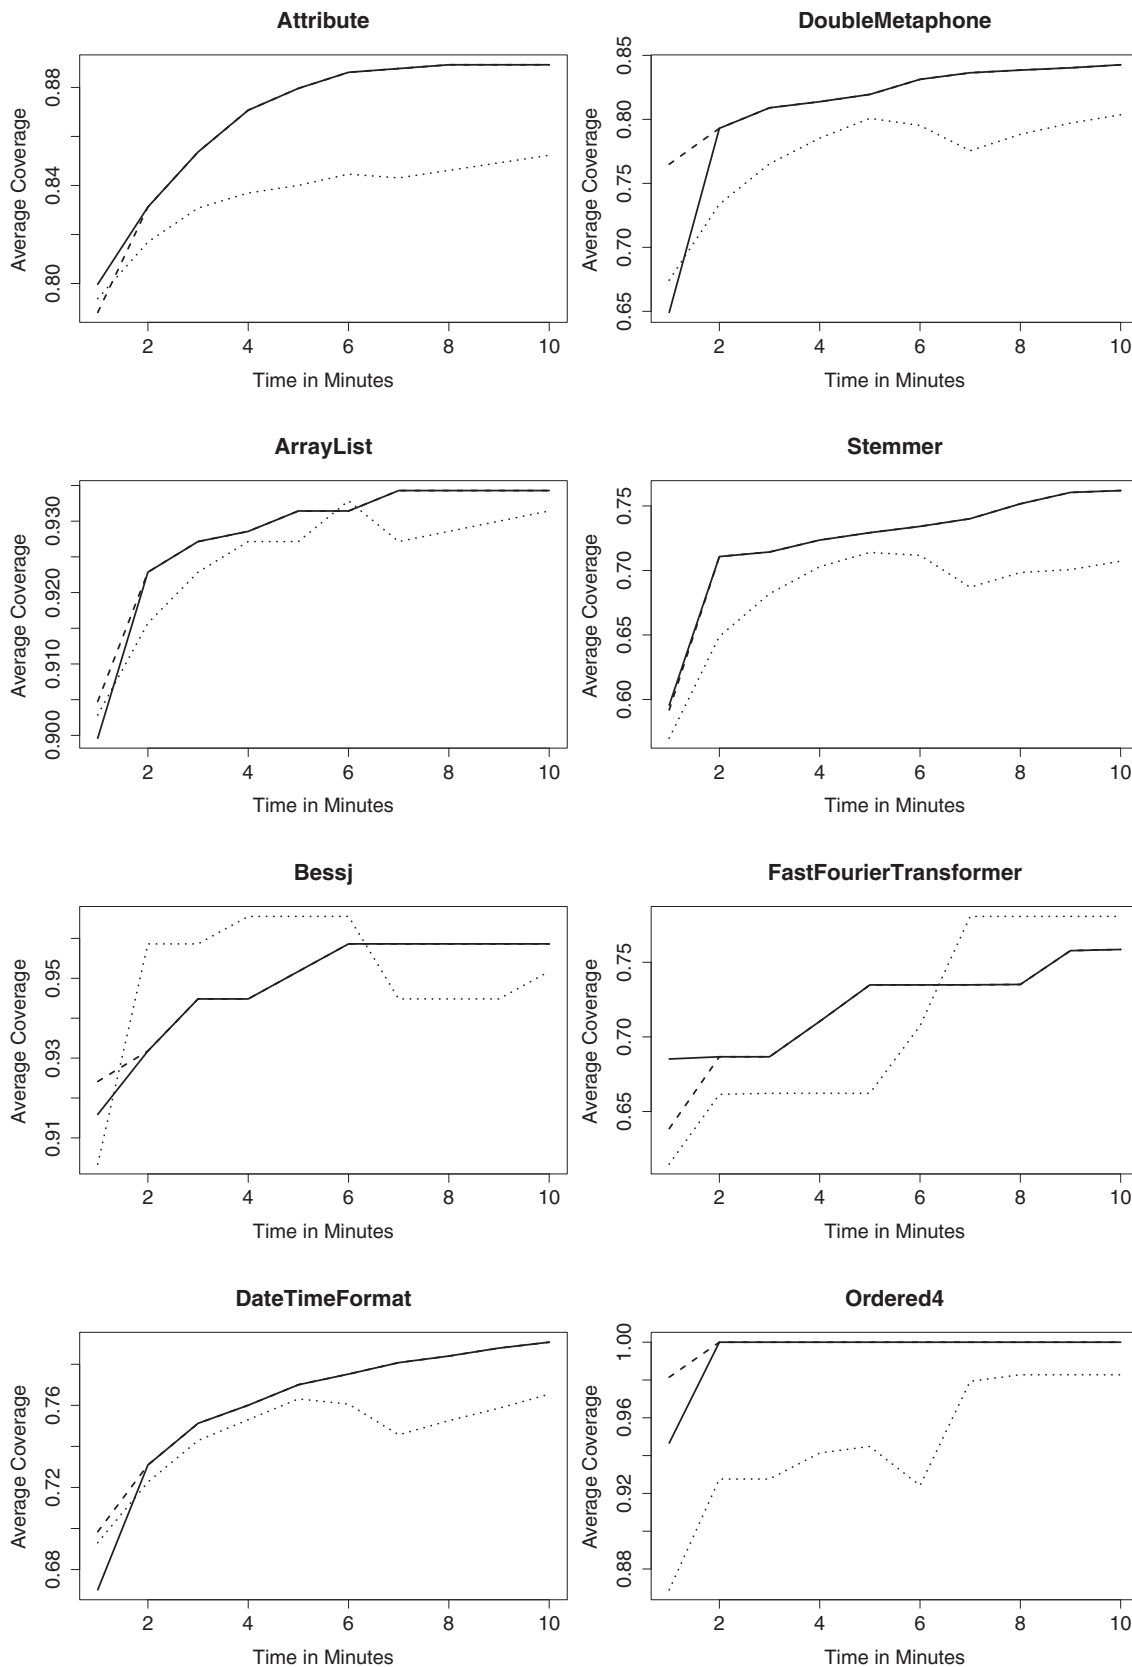 Attribute
Average Coverage
0.88
0.84
0.80
2 4 6 8 10
Time in Minutes
DoubleMetaphone
Average Coverage
0.85
0.80
0.75
0.70
0.65
2 4 6 8 10
Time in Minutes
ArrayList
Average Coverage
0.930
0.920
0.910
0.900
2 4 6 8 10
Time in Minutes
Stemmer
Average Coverage
0.75
0.70
0.65
0.60
2 4 6 8 10
Time in Minutes
Bessj
Average Coverage
0.95
0.93
0.91
2 4 6 8 10
Time in Minutes
FastFourierTransformer
Average Coverage
0.75
0.70
0.65
2 4 6 8 10
Time in Minutes
DateTimeFormat
Average Coverage
0.76
0.72
0.68
2 4 6 8 10
Time in Minutes
Ordered4
Average Coverage
1.00
0.96
0.92
0.88
2 4 6 8 10
Time in Minutes